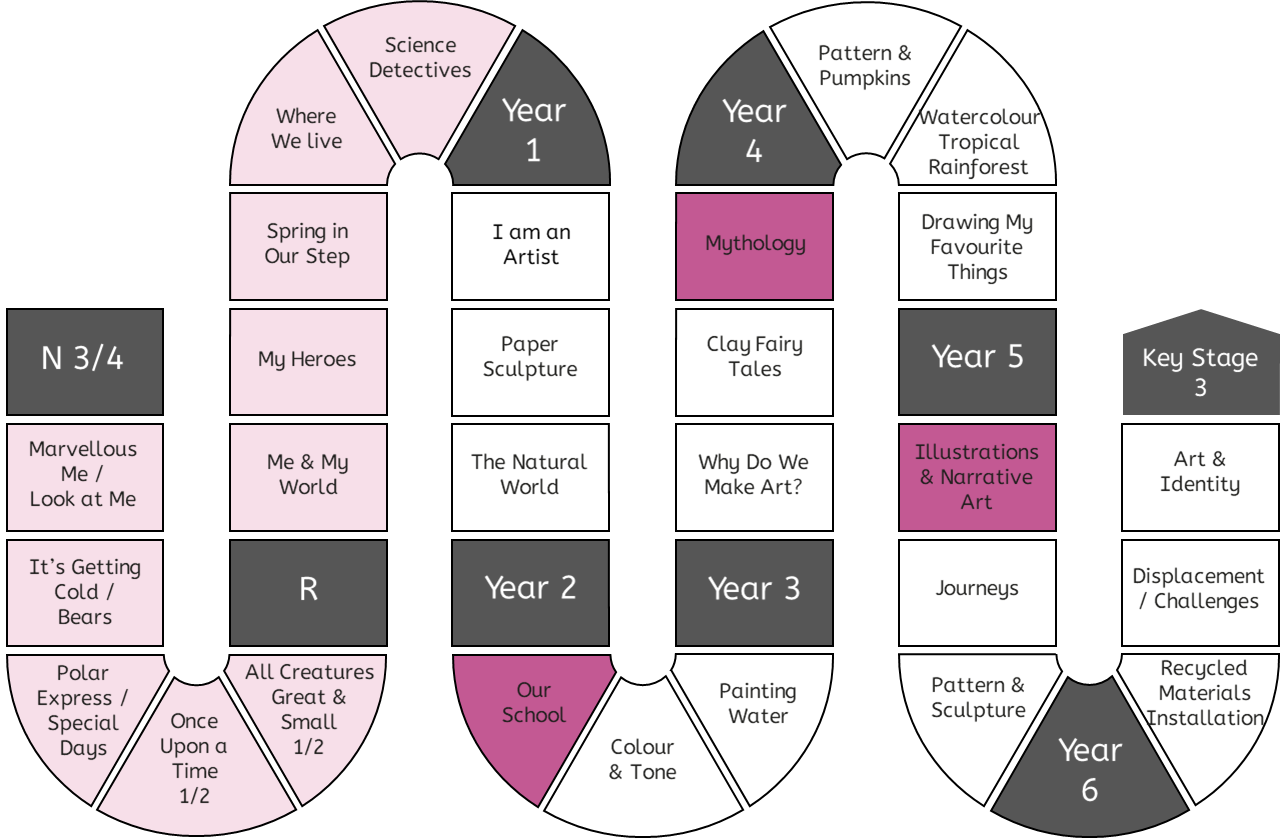 N 3/4
Marvellous
Me /
Look at Me
It's Getting
Cold /
Bears
Polar
Express /
Special
Days
Once
Upon a
Time
1/2
All Creatures
Great &
Small
1/2
R
Me & My
World
My Heroes
Spring in
Our Step
Where
We live
Science
Detectives
Year
1
I am an
Artist
Paper
Sculpture
The Natural
World
Year 2
Our
School
Colour
& Tone
Painting
Water
Year 3
Why Do We
Make Art?
Clay Fairy
Tales
Mythology
Year
4
Pattern &
Pumpkins
Watercolour
Tropical
Rainforest
Drawing My
Favourite
Things
Year 5
Illustrations
& Narrative
Art
Journeys
Pattern &
Sculpture
Year
6
Recycled
Materials
Installation
Displacement
/ Challenges
Art &
Identity
Key Stage
3